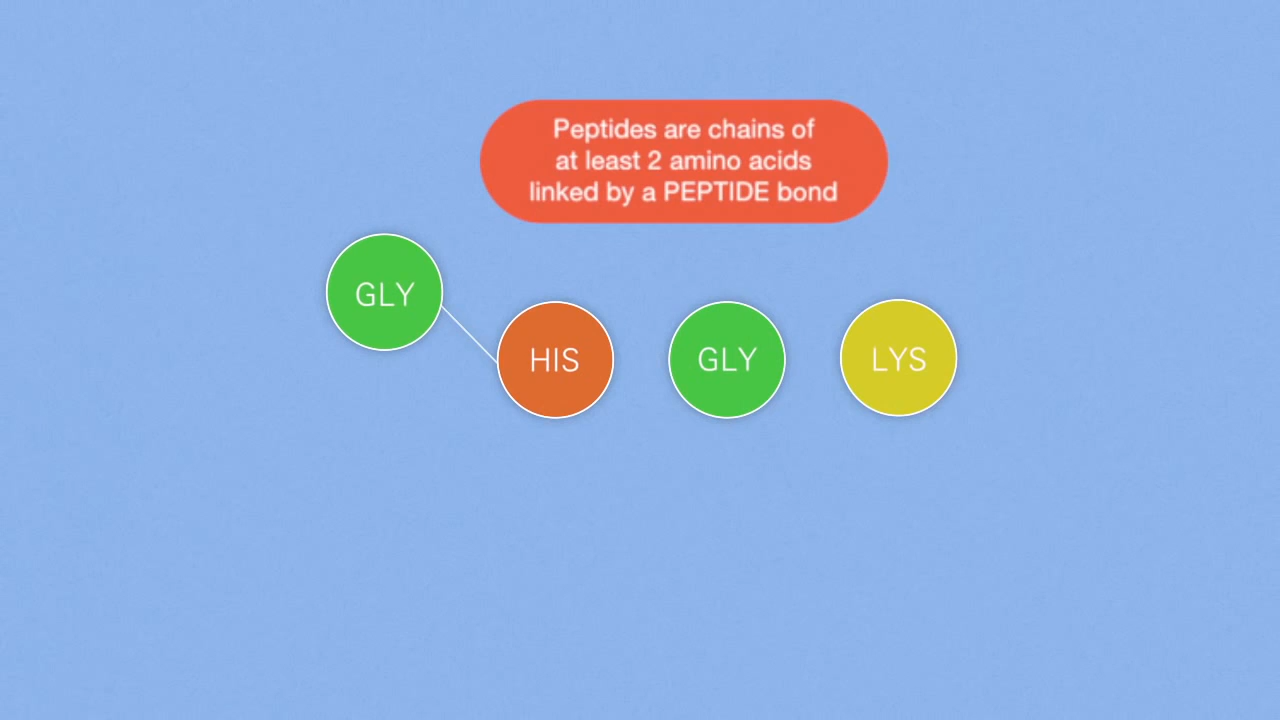 Peptides are chains of
at least 2 amino acids
linked by a PEPTIDE bond
GLY
HIS
GLY
LYS